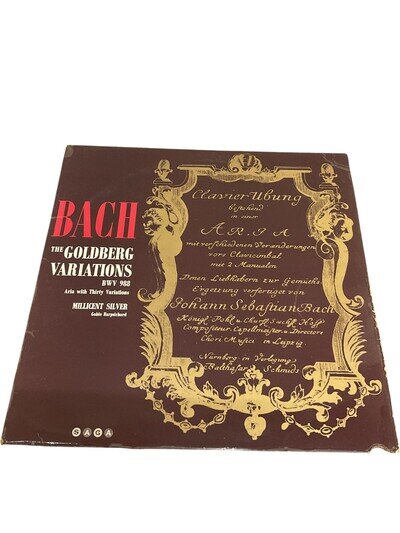 BACH
THE GOLDBERG
VARIATIONS
BWV 988
Aria with Thirty Variations
MILLICENT SILVER
Goble Harpsichord
SAGA
Clavier Ubung
bestehend
in einer
ARIA
mit verschiedenen Veraenderungen
vors Clavicimbal
mit 2 Manualen
Denen Liebhabern zur Gemüths
Ergetzung verfertiget von
Johann Sebastian Bach
Königl. Pohl. u. Churfl. Sæchs. Hoff
Compositeur, Capellmeister, u. Directore
Chori Musici in Leipzig.
Nürnberg in Verlegung
Balthasar Schmids